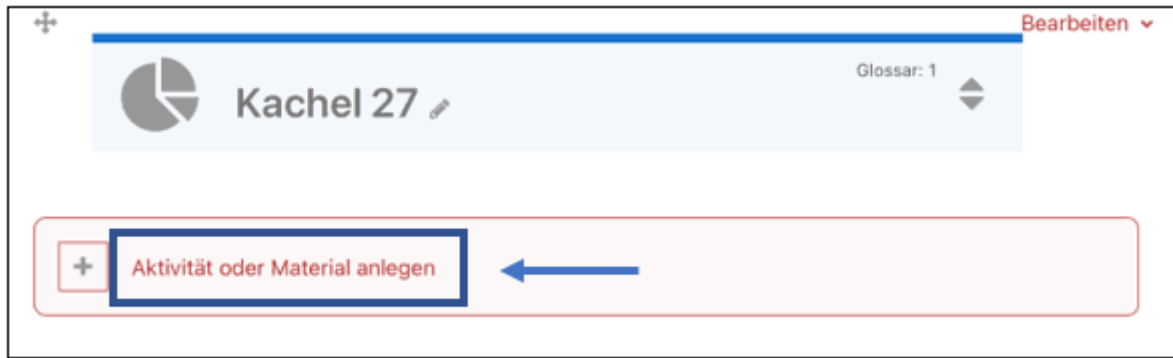 Bearbeiten
Glossar: 1
Kachel 27
Aktivität oder Material anlegen